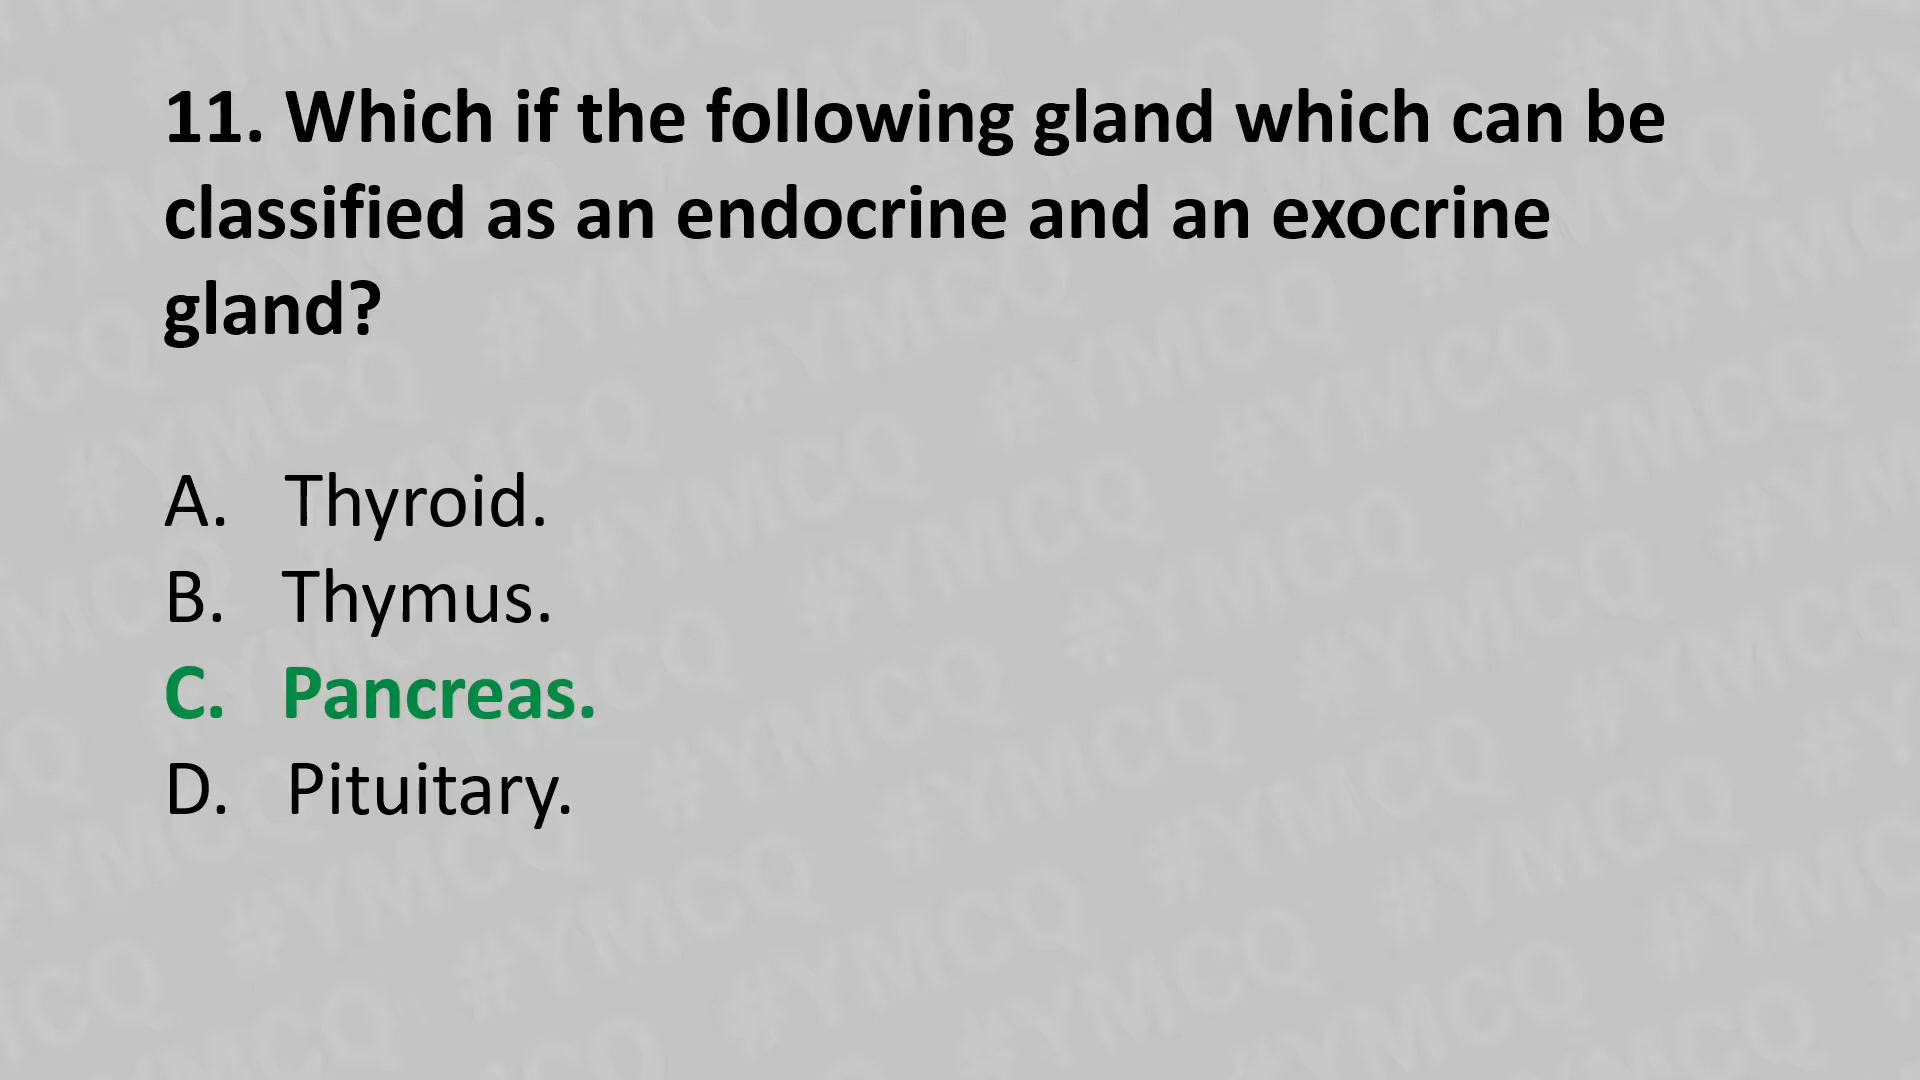 11. Which if the following gland which can be
classified as an endocrine and an exocrine
gland?
A. Thyroid.
B. Thymus.
C. Pancreas.
D. Pituitary.
#YMCQ